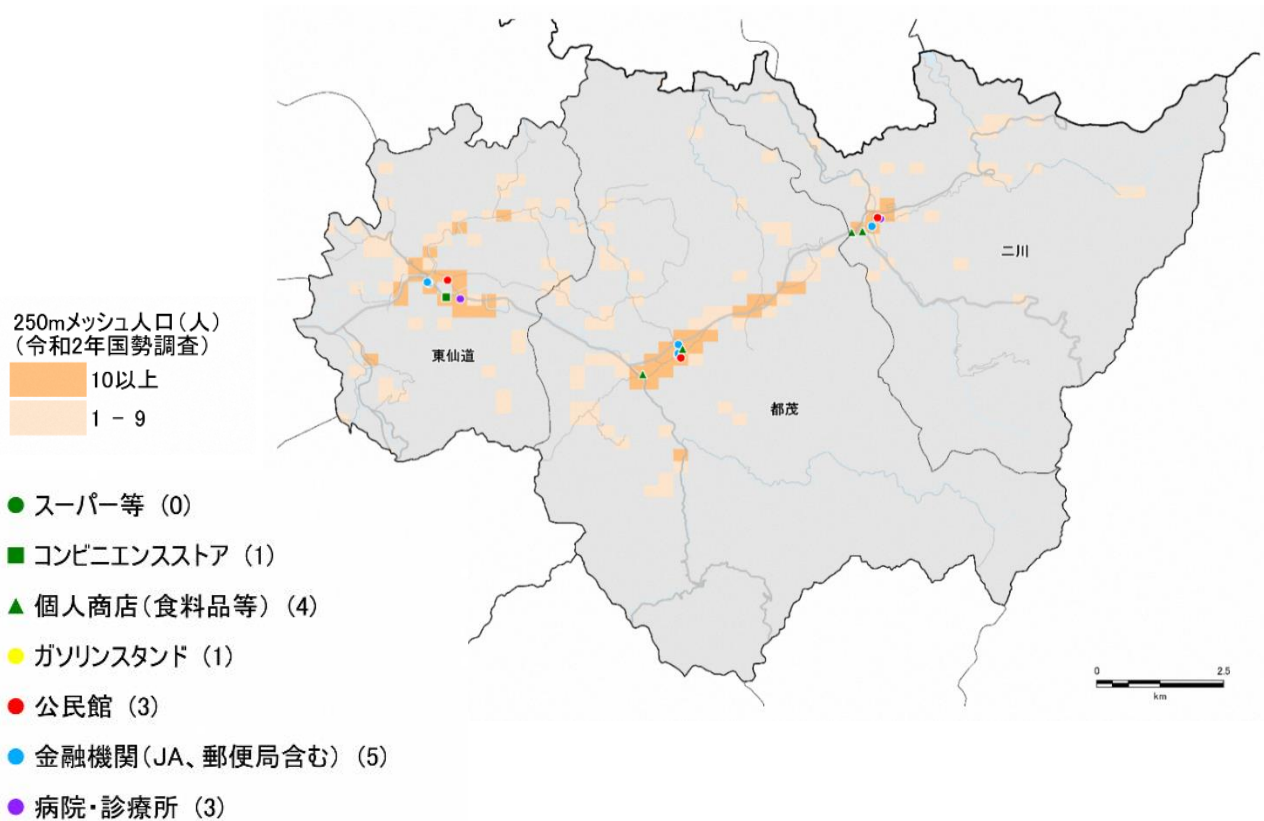 250mメッシュ人口(人)
(令和2年国勢調査)
10以上
1 - 9
スーパー等 (0)
コンビニエンスストア (1)
個人商店(食料品等) (4)
ガソリンスタンド (1)
公民館 (3)
金融機関(JA、郵便局含む) (5)
病院・診療所 (3)
二川
東仙道
都茂
0 2.5
km